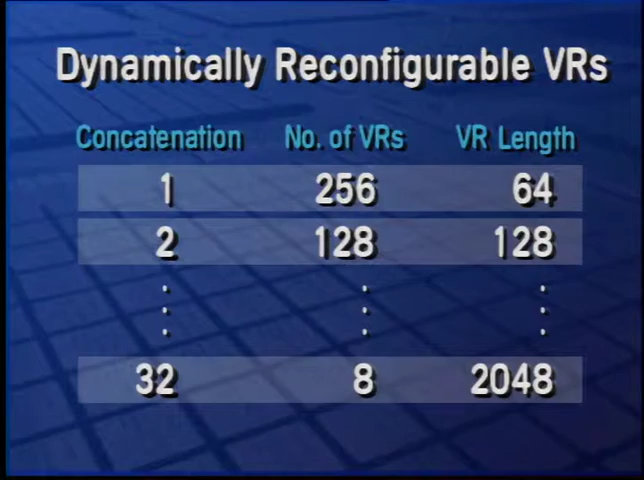 Dynamically Reconfigurable VRs
Concatenation No. of VRs VR Length
1 256 64
2 128 128
⋮ ⋮ ⋮
32 8 2048